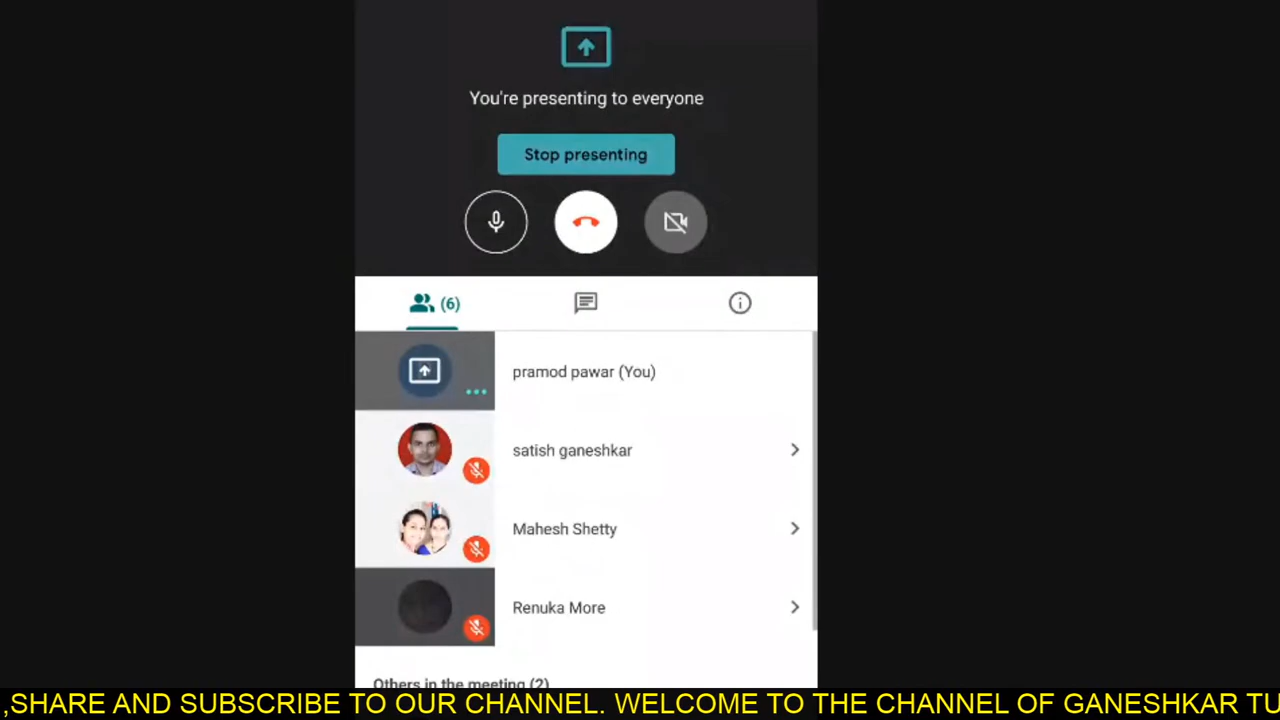 You're presenting to everyone
Stop presenting
(6)
pramod pawar (You)
satish ganeshkar
Mahesh Shetty
Renuka More
Others in the meeting (2)
,SHARE AND SUBSCRIBE TO OUR CHANNEL. WELCOME TO THE CHANNEL OF GANESHKAR TU